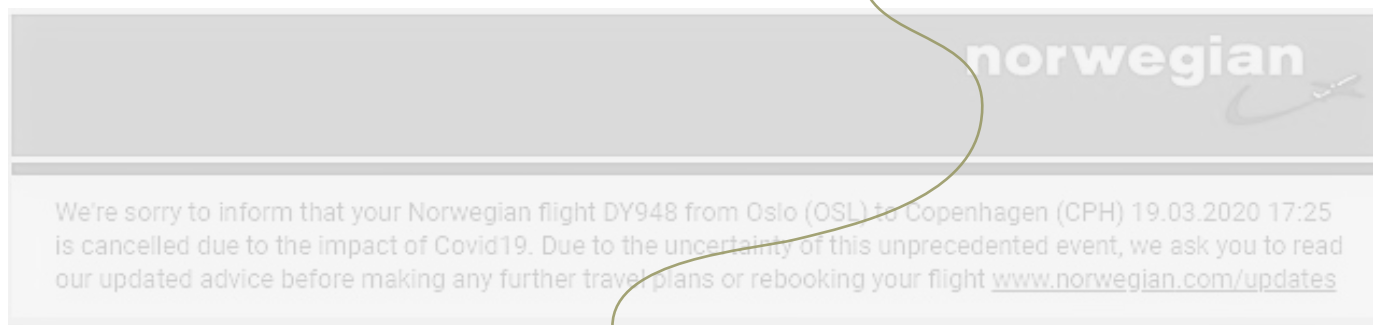 norwegian
We're sorry to inform that your Norwegian flight DY948 from Oslo (OSL) to Copenhagen (CPH) 19.03.2020 17:25
is cancelled due to the impact of Covid19. Due to the uncertainty of this unprecedented event, we ask you to read
our updated advice before making any further travel plans or rebooking your flight www.norwegian.com/updates